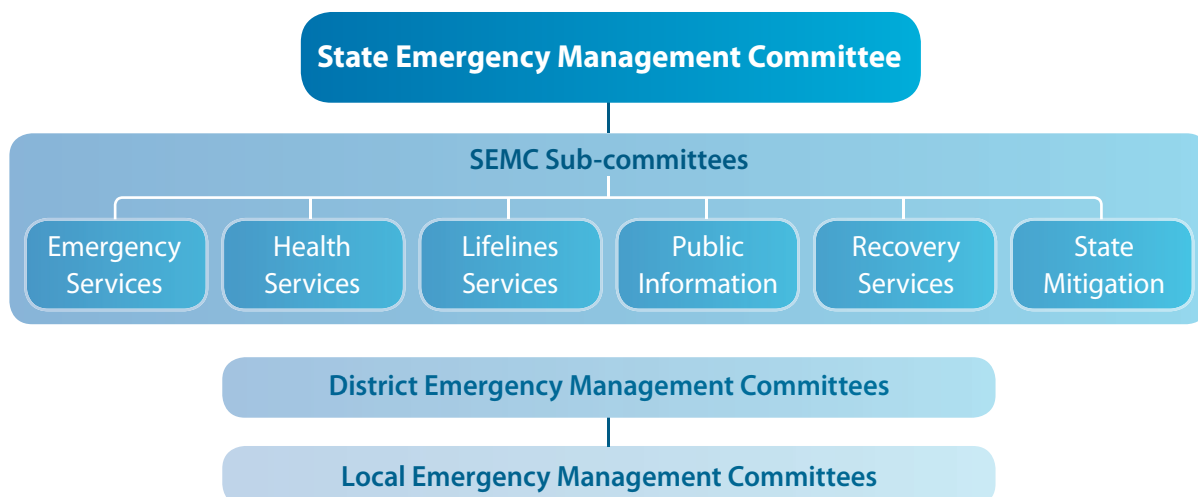 State Emergency Management Committee
SEMC Sub-committees
Emergency
Services
Health
Services
Lifelines
Services
Public
Information
Recovery
Services
State
Mitigation
District Emergency Management Committees
Local Emergency Management Committees